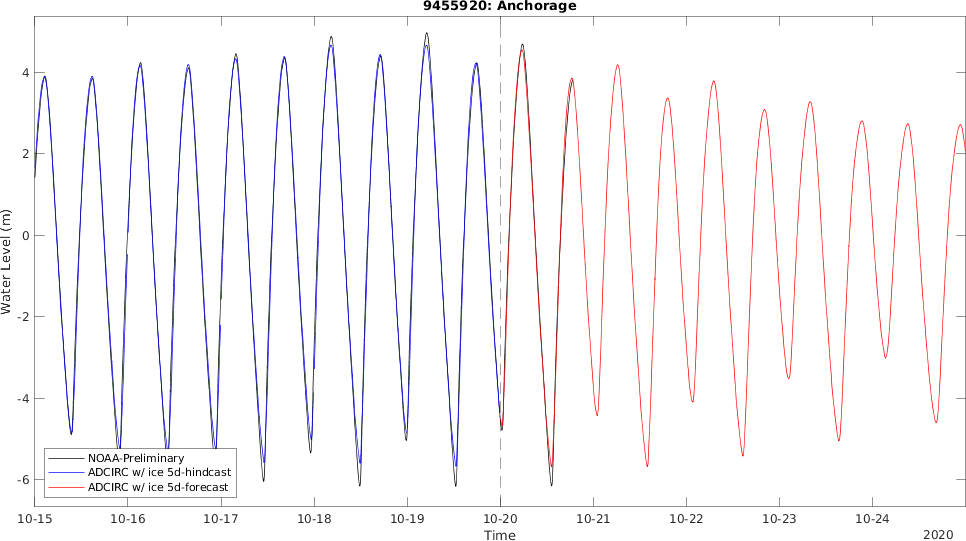 9455920: Anchorage
Water Level (m)
4
2
0
-2
-4
-6
NOAA-Preliminary
ADCIRC w/ ice 5d-hindcast
ADCIRC w/ ice 5d-forecast
10-15 10-16 10-17 10-18 10-19 10-20 10-21 10-22 10-23 10-24
Time
2020